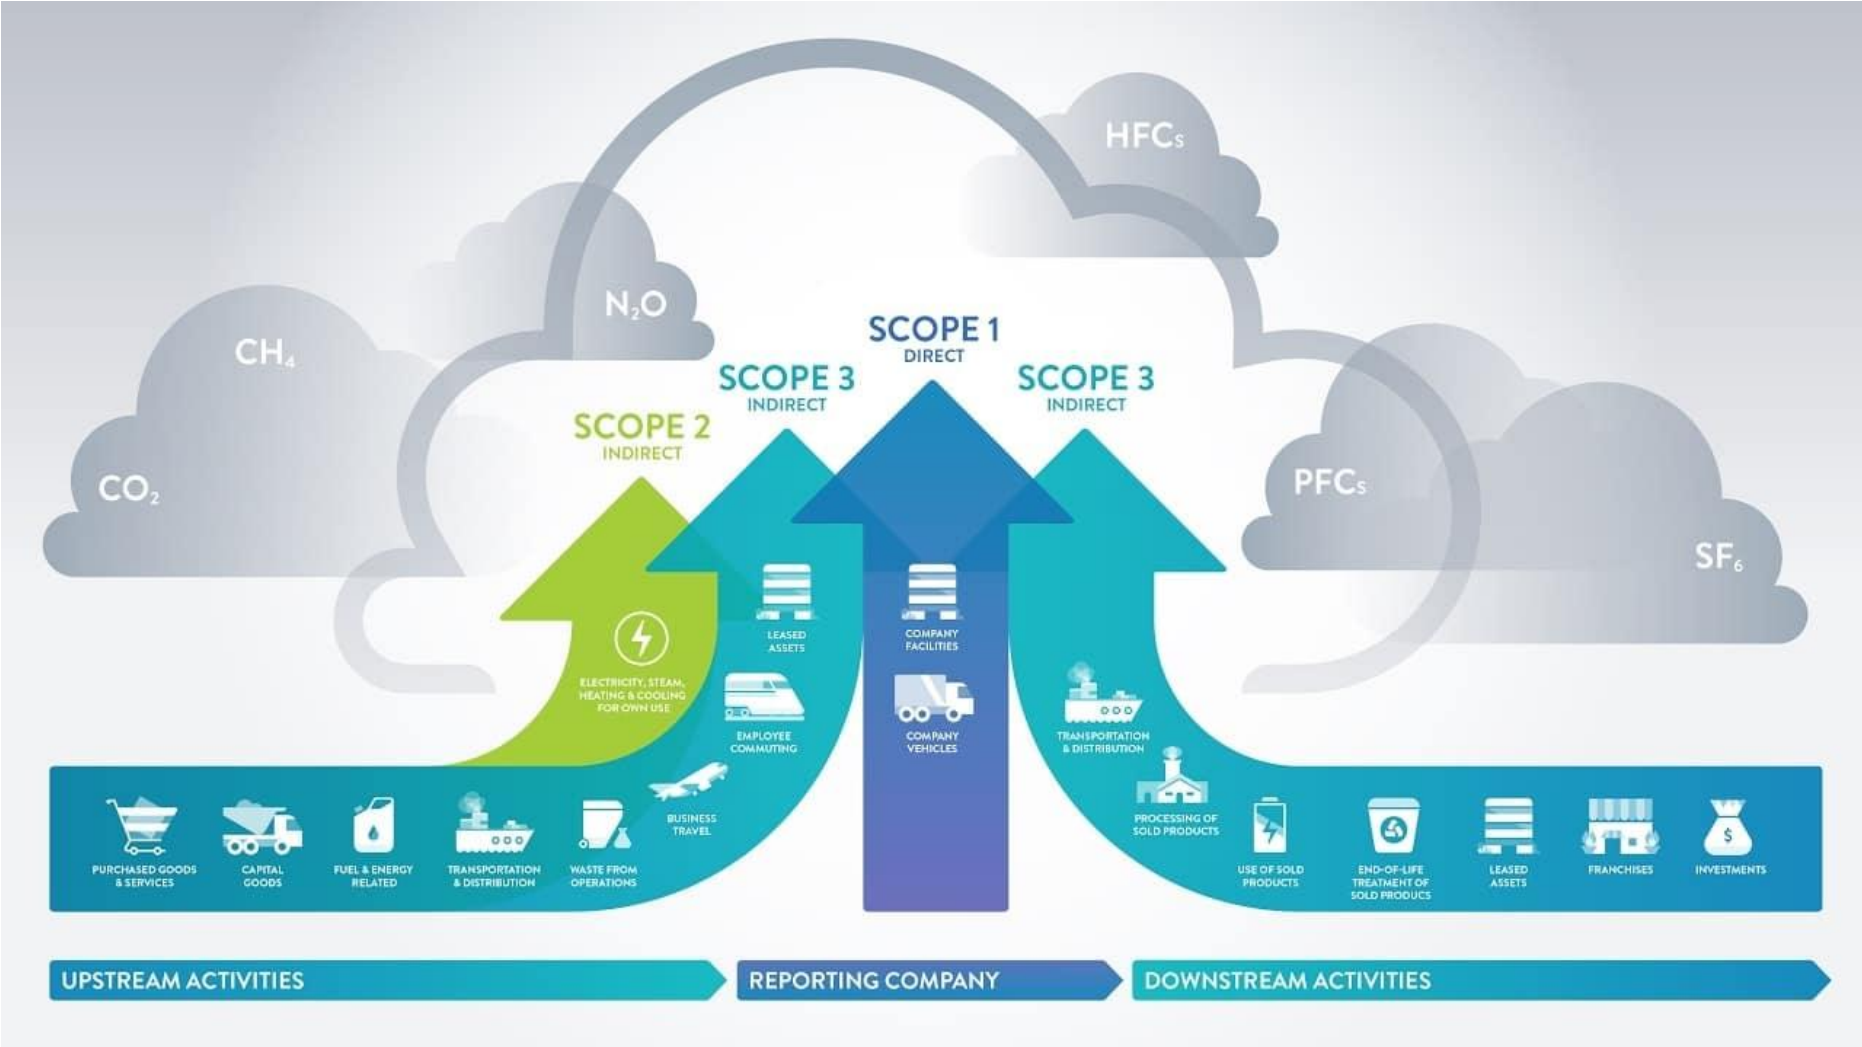 HFCs
N₂O
CH₄
SCOPE 1
DIRECT
SCOPE 3
INDIRECT
SCOPE 3
INDIRECT
SCOPE 2
INDIRECT
CO₂
PFCs
SF₆
ELECTRICITY, STEAM,
HEATING & COOLING
FOR OWN USE
LEASED
ASSETS
EMPLOYEE
COMMUTING
BUSINESS
TRAVEL
COMPANY
FACILITIES
COMPANY
VEHICLES
TRANSPORTATION
& DISTRIBUTION
PROCESSING OF
SOLD PRODUCTS
PURCHASED GOODS
& SERVICES
CAPITAL
GOODS
FUEL & ENERGY
RELATED
TRANSPORTATION
& DISTRIBUTION
WASTE FROM
OPERATIONS
USE OF SOLD
PRODUCTS
END-OF-LIFE
TREATMENT OF
SOLD PRODUCS
LEASED
ASSETS
FRANCHISES
$
INVESTMENTS
UPSTREAM ACTIVITIES
REPORTING COMPANY
DOWNSTREAM ACTIVITIES